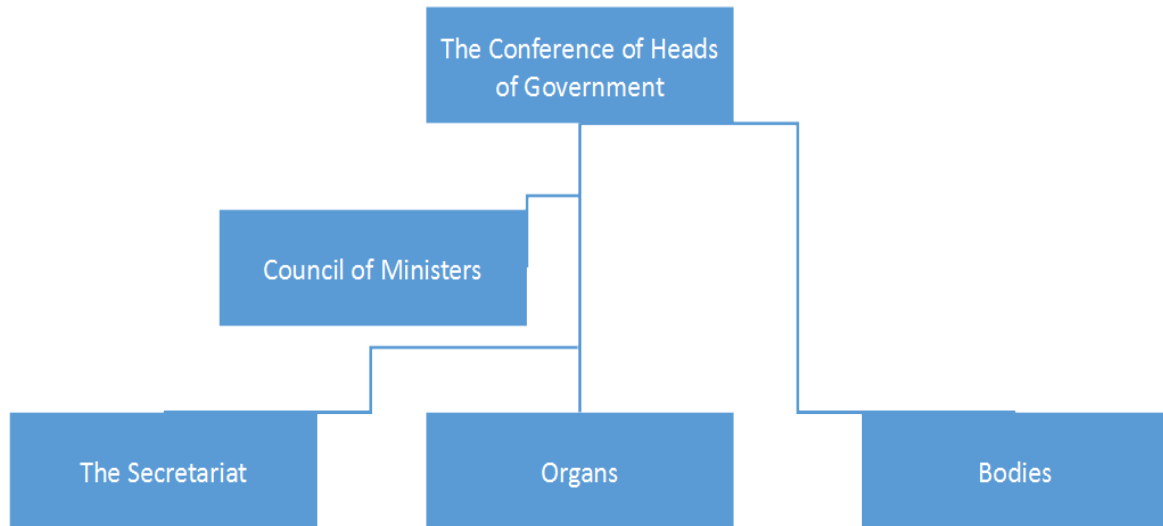 The Conference of Heads
of Government
Council of Ministers
The Secretariat
Organs
Bodies